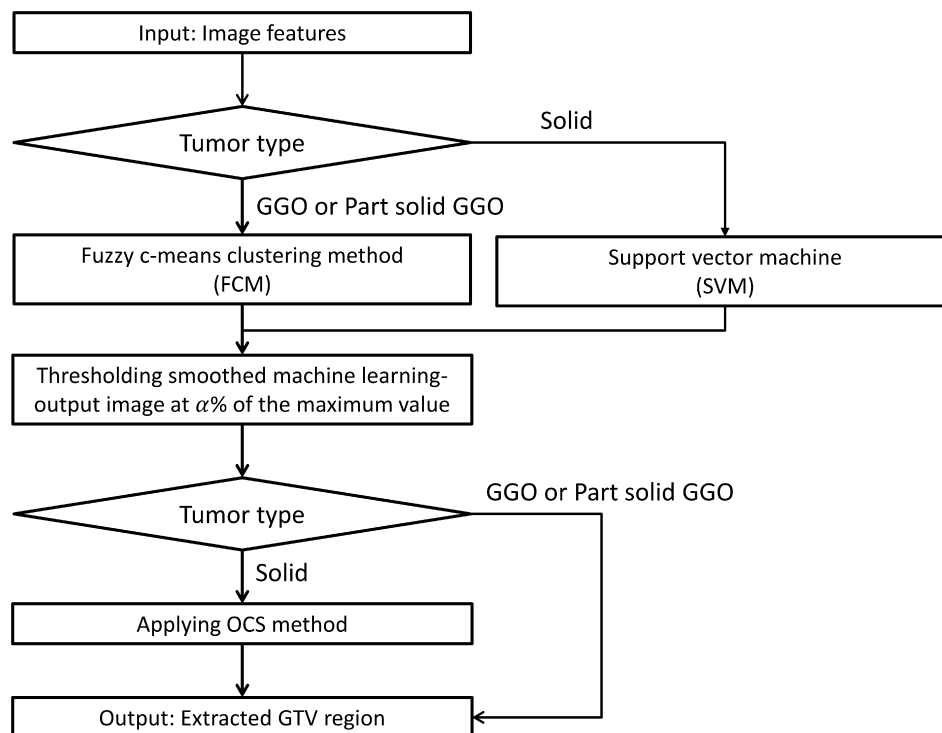 Input: Image features
Tumor type
Solid
GGO or Part solid GGO
Fuzzy c-means clustering method
(FCM)
Support vector machine
(SVM)
Thresholding smoothed machine learning-
output image at α% of the maximum value
Tumor type
GGO or Part solid GGO
Solid
Applying OCS method
Output: Extracted GTV region